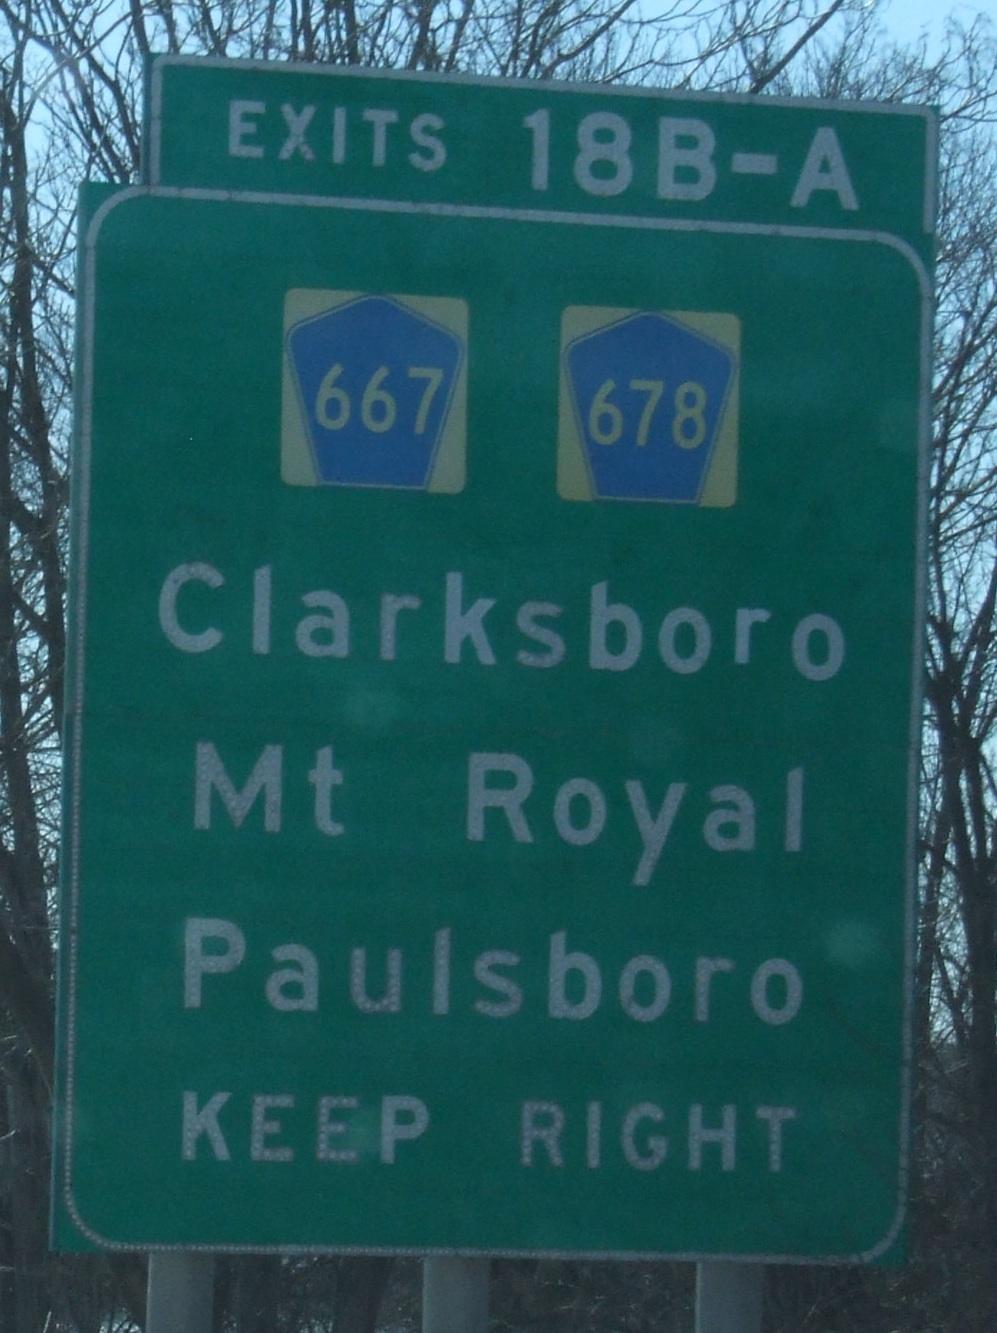 EXITS 18B-A
667 678
Clarksboro
Mt Royal
Paulsboro
KEEP RIGHT